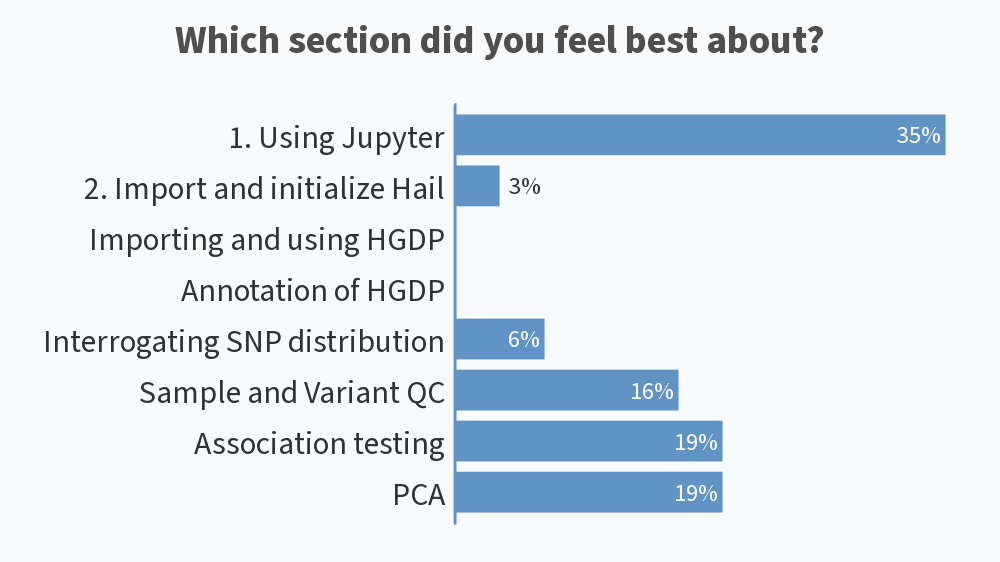 Which section did you feel best about?
1. Using Jupyter 35%
2. Import and initialize Hail 3%
Importing and using HGDP
Annotation of HGDP
Interrogating SNP distribution 6%
Sample and Variant QC 16%
Association testing 19%
PCA 19%